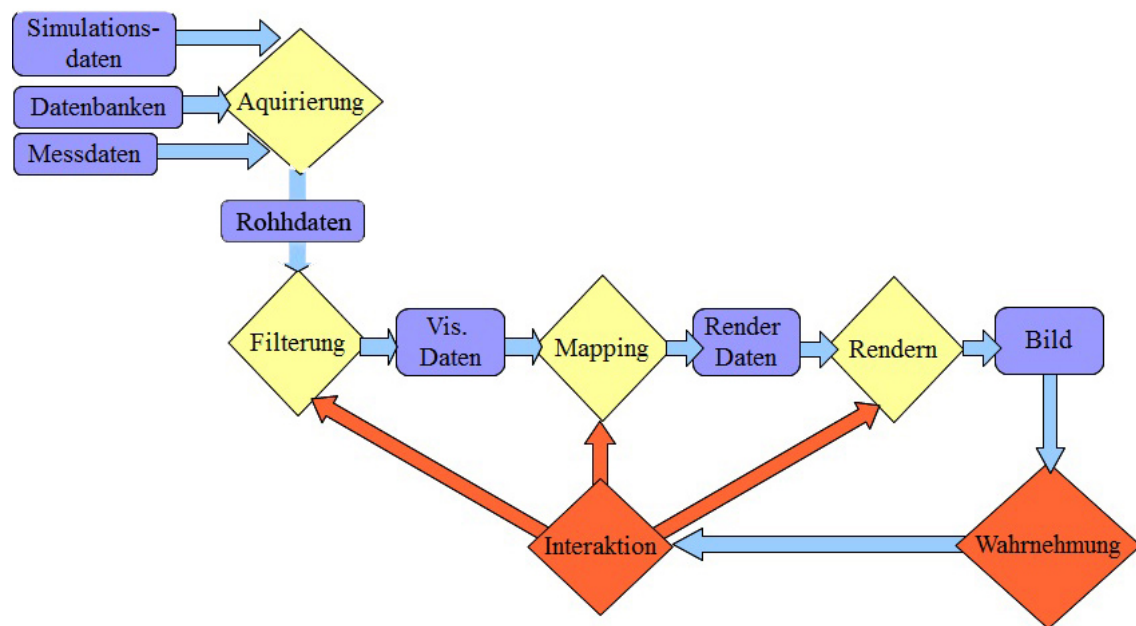 Simulations-
daten
Datenbanken
Aquirierung
Messdaten
Rohhdaten
Filterung
Vis.
Daten
Mapping
Render
Daten
Rendern
Bild
Interaktion
Wahrnehmung